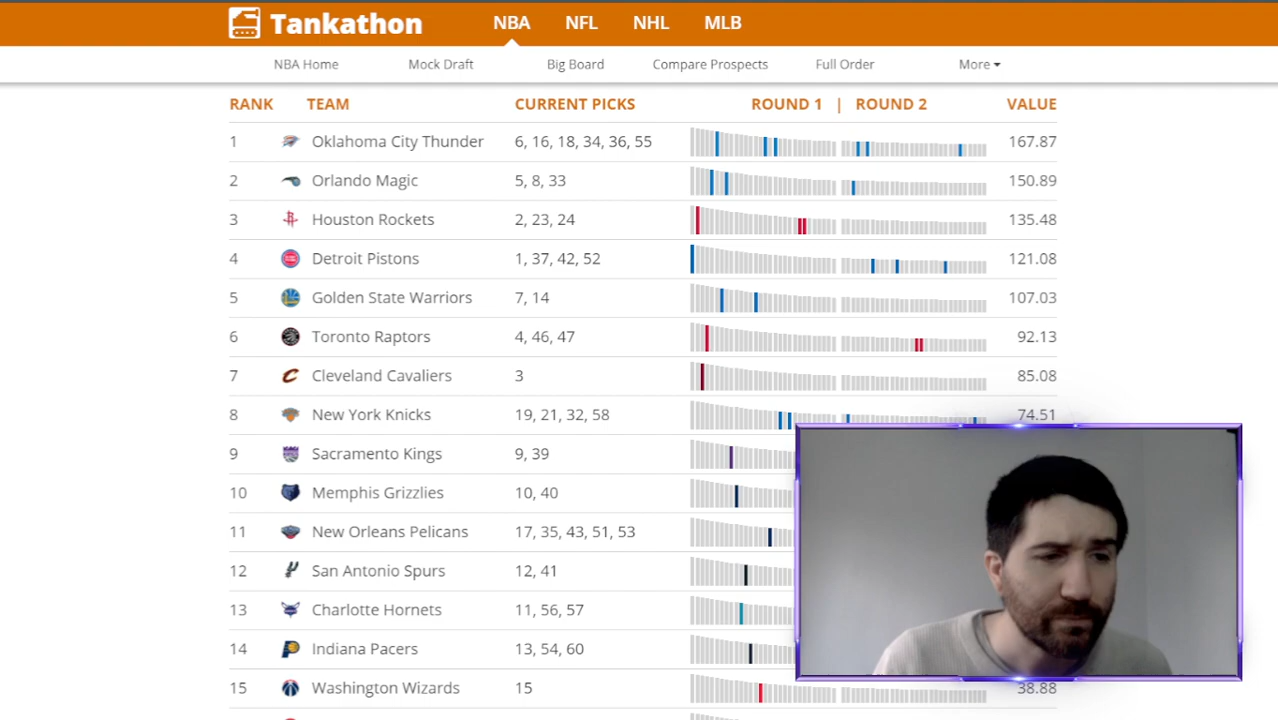 Tankathon NBA NFL NHL MLB
NBA Home Mock Draft Big Board Compare Prospects Full Order More
RANK TEAM CURRENT PICKS ROUND 1 | ROUND 2 VALUE
1 Oklahoma City Thunder 6, 16, 18, 34, 36, 55 167.87
2 Orlando Magic 5, 8, 33 150.89
3 Houston Rockets 2, 23, 24 135.48
4 Detroit Pistons 1, 37, 42, 52 121.08
5 Golden State Warriors 7, 14 107.03
6 Toronto Raptors 4, 46, 47 92.13
7 Cleveland Cavaliers 3 85.08
8 New York Knicks 19, 21, 32, 58 74.51
9 Sacramento Kings 9, 39
10 Memphis Grizzlies 10, 40
11 New Orleans Pelicans 17, 35, 43, 51, 53
12 San Antonio Spurs 12, 41
13 Charlotte Hornets 11, 56, 57
14 Indiana Pacers 13, 54, 60
15 Washington Wizards 15 38.88